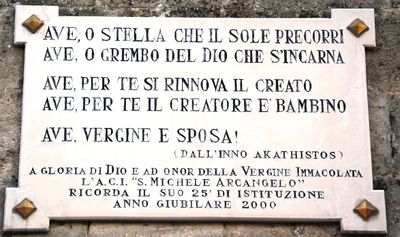 AVE, O STELLA CHE IL SOLE PRECORRI
AVE, O GREMBO DEL DIO CHE S'INCARNA
AVE, PER TE SI RINNOVA IL CREATO
AVE, PER TE IL CREATORE E' BAMBINO
AVE, VERGINE E SPOSA!
(DALL'INNO AKATHISTOS)
A GLORIA DI DIO E AD ONOR DELLA VERGINE IMMACOLATA
L'A.C.I. "S. MICHELE ARCANGELO"
RICORDA IL SUO 25° DI ISTITUZIONE
ANNO GIUBILARE 2000